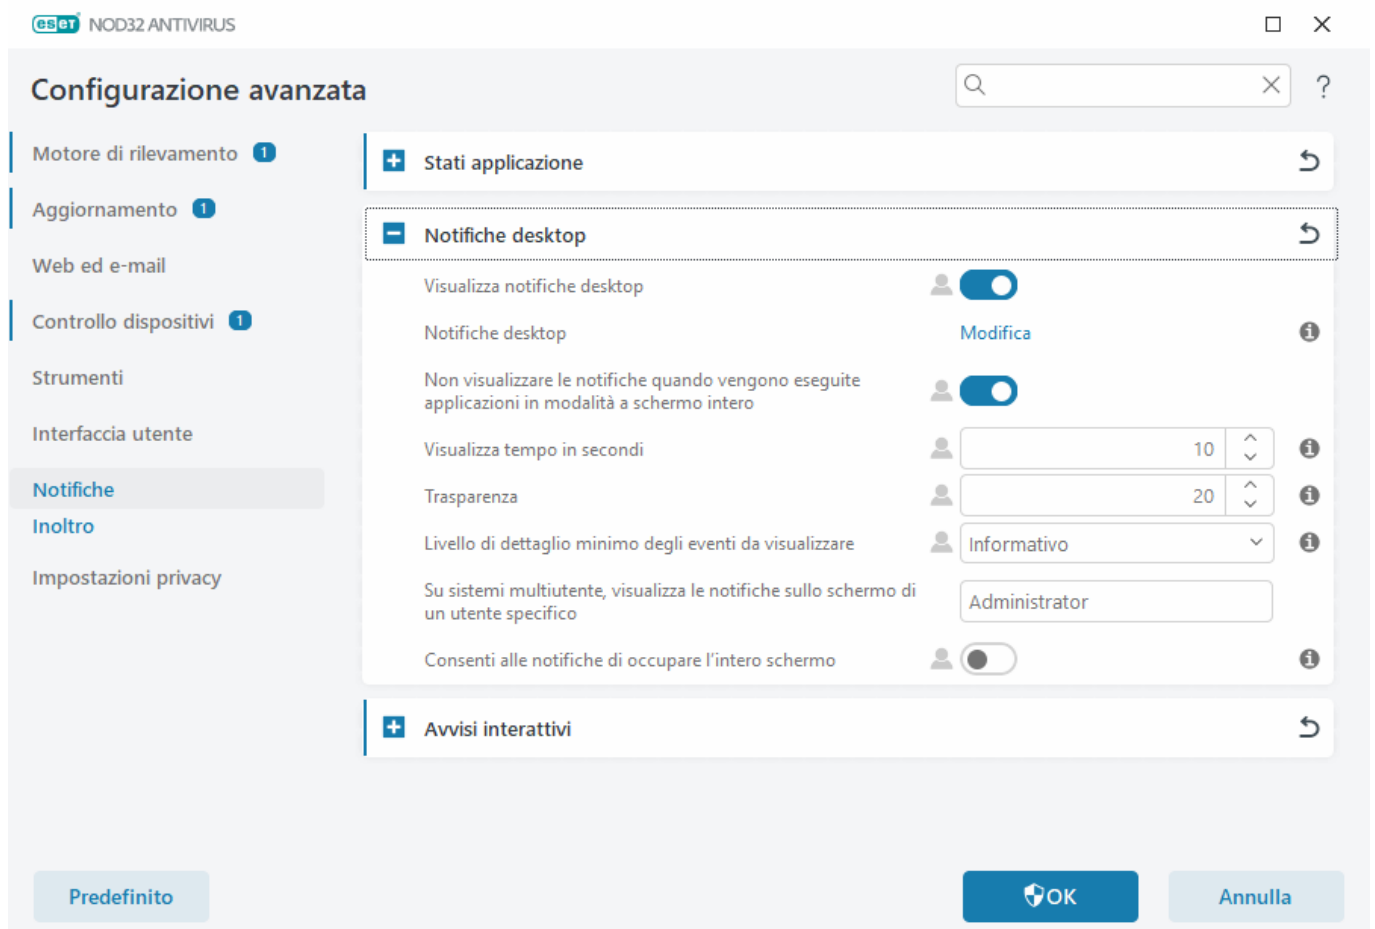 eseT NOD32 ANTIVIRUS
Configurazione avanzata
?
Motore di rilevamento 1
Aggiornamento 1
Web ed e-mail
Controllo dispositivi 1
Strumenti
Interfaccia utente
Notifiche
Inoltro
Impostazioni privacy
Stati applicazione
Notifiche desktop
Visualizza notifiche desktop
Notifiche desktop Modifica
Non visualizzare le notifiche quando vengono eseguite
applicazioni in modalità a schermo intero
Visualizza tempo in secondi 10
Trasparenza 20
Livello di dettaglio minimo degli eventi da visualizzare Informativo
Su sistemi multiutente, visualizza le notifiche sullo schermo di
un utente specifico
Administrator
Consenti alle notifiche di occupare l'intero schermo
Avvisi interattivi
Predefinito
OK
Annulla